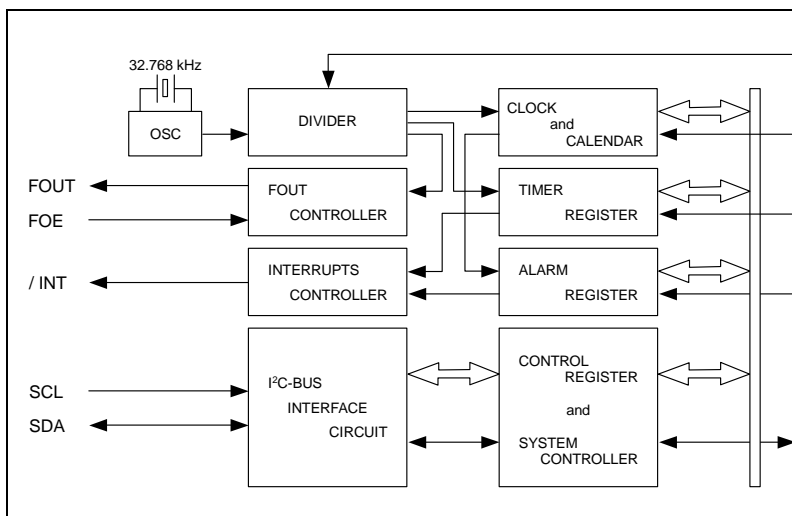 32.768 kHz
OSC
DIVIDER
CLOCK
and
CALENDAR
FOUT
FOE
FOUT
CONTROLLER
TIMER
REGISTER
/ INT
INTERRUPTS
CONTROLLER
ALARM
REGISTER
SCL
SDA
I²C-BUS
INTERFACE
CIRCUIT
CONTROL
REGISTER
and
SYSTEM
CONTROLLER